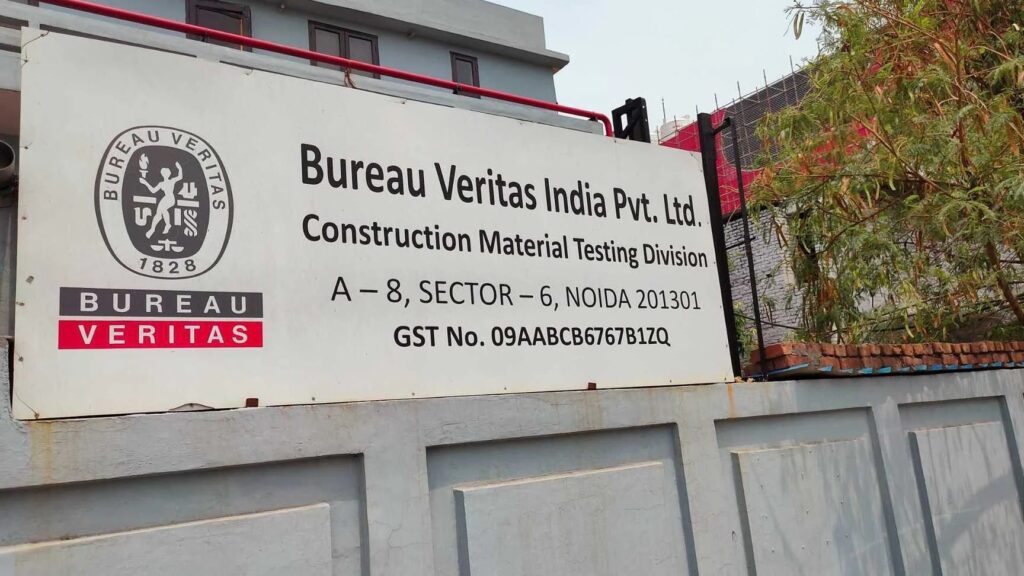 BUREAU VERITAS
1828
BUREAU
VERITAS
Bureau Veritas India Pvt. Ltd.
Construction Material Testing Division
A – 8, SECTOR – 6, NOIDA 201301
GST No. 09AABCB6767B1ZQ